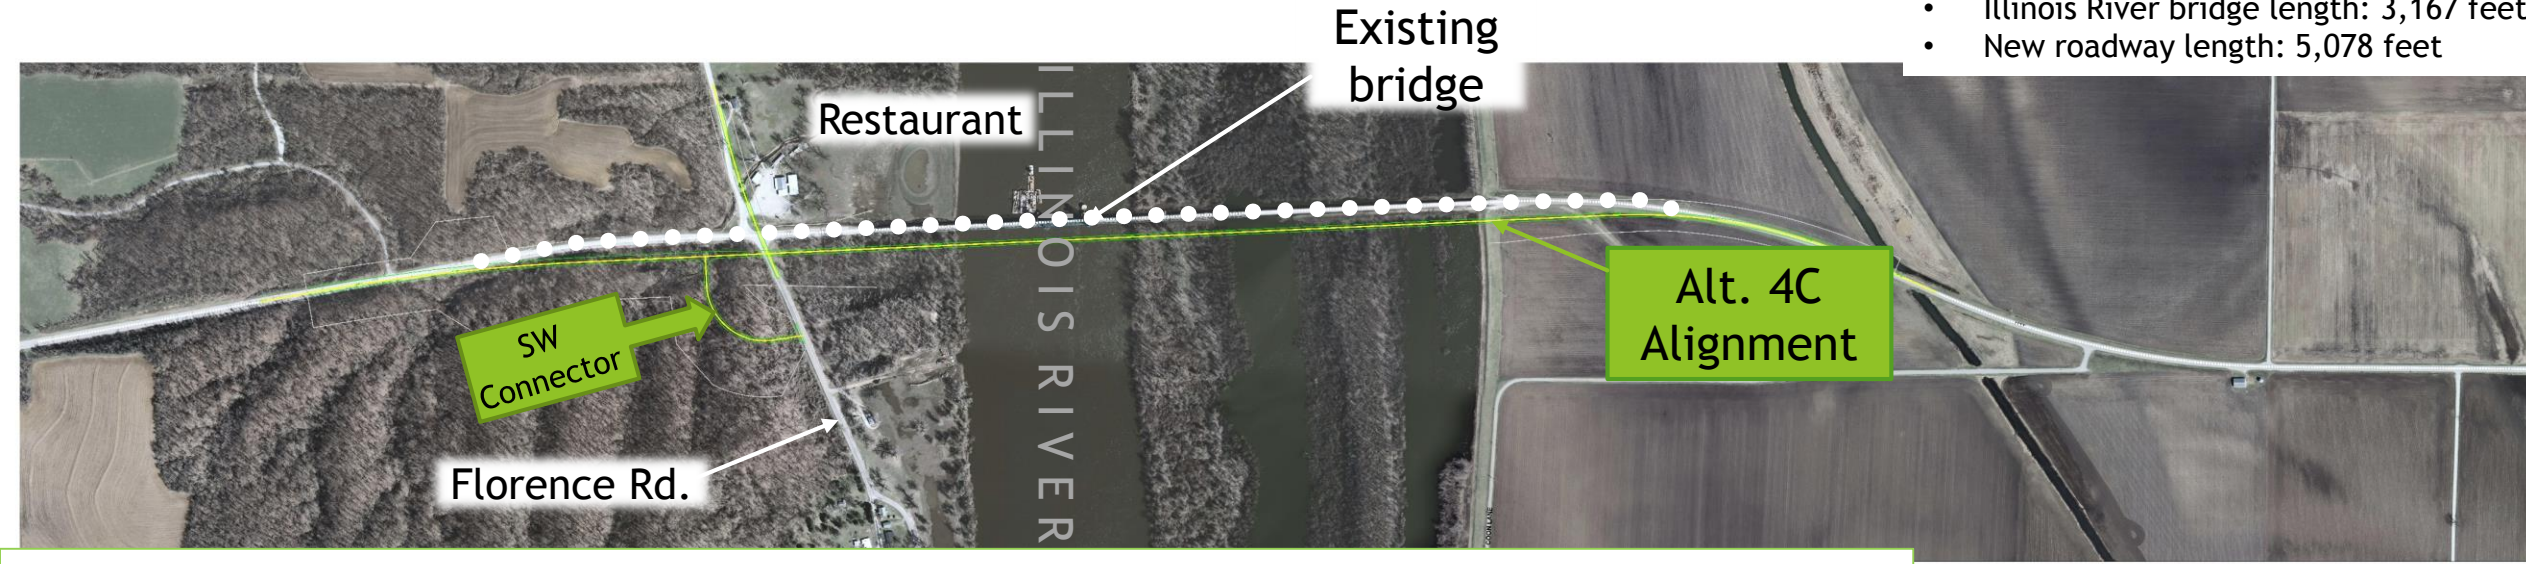 • Illinois River bridge length: 3,167 feet
• New roadway length: 5,078 feet
Existing
bridge
Restaurant
ILLINOIS RIVER
Alt. 4C
Alignment
SW
Connector
Florence Rd.